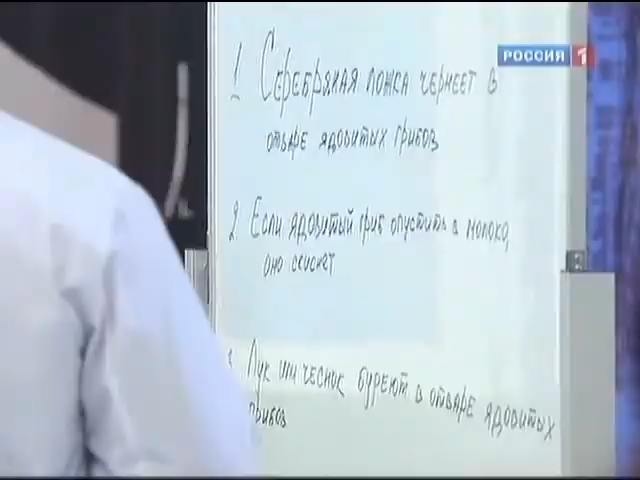 РОССИЯ 1
1 Серебряная ложка чернеет в
отваре ядовитых грибов
2 Если ядовитый гриб опустить в молоко,
оно скиснет
Лук или чеснок буреют в отваре ядовитых
грибов